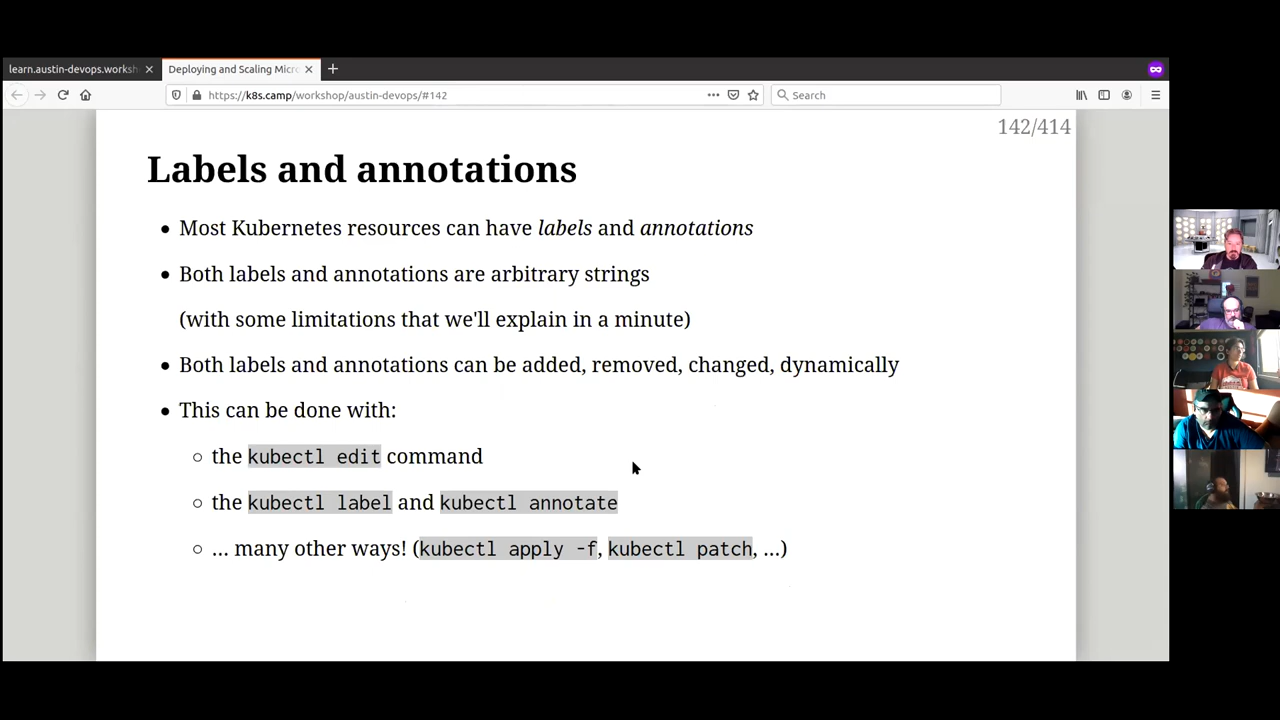 learn.austin-devops.worksh
Deploying and Scaling Micr
https://k8s.camp/workshop/austin-devops/#142
Search
142/414
Labels and annotations
Most Kubernetes resources can have labels and annotations
Both labels and annotations are arbitrary strings
(with some limitations that we'll explain in a minute)
Both labels and annotations can be added, removed, changed, dynamically
This can be done with:
the kubectl edit command
the kubectl label and kubectl annotate
... many other ways! (kubectl apply -f, kubectl patch, ...)